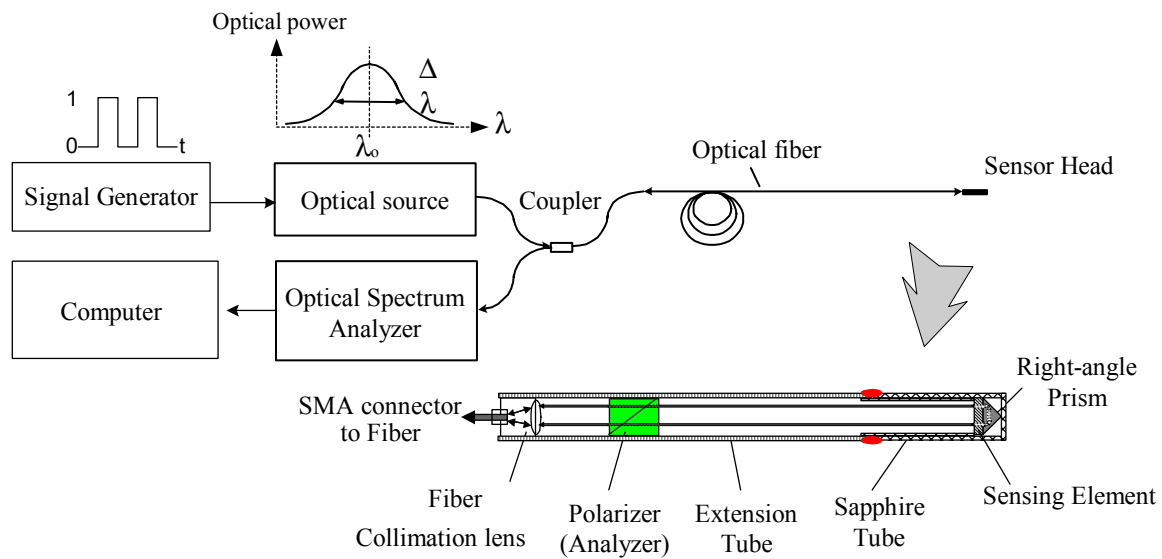 Optical power
Δ
λ
λ
λo
1
0
t
Optical fiber
Sensor Head
Signal Generator
Optical source
Coupler
Computer
Optical Spectrum
Analyzer
Right-angle
Prism
SMA connector
to Fiber
Fiber
Collimation lens
Polarizer
(Analyzer)
Extension
Tube
Sapphire
Tube
Sensing Element